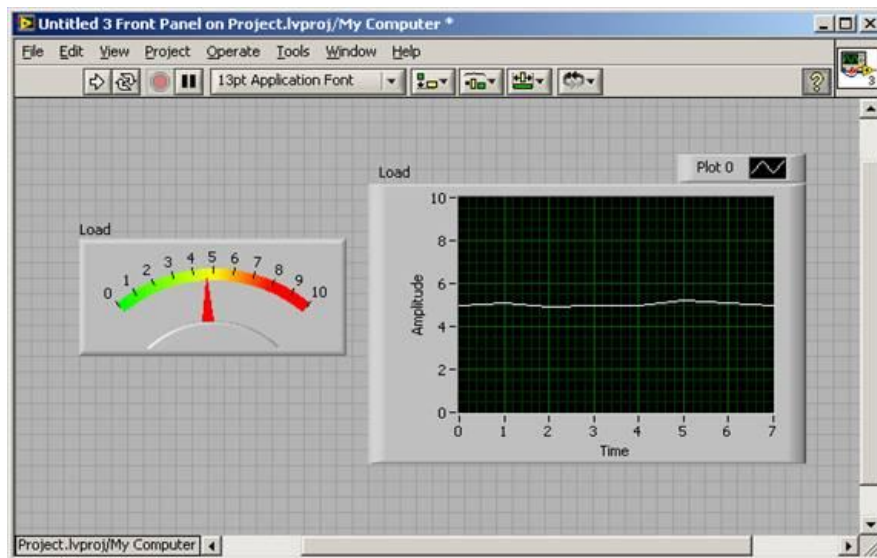 Untitled 3 Front Panel on Project.lvproj/My Computer *
File Edit View Project Operate Tools Window Help
13pt Application Font
?
3
Load
Plot 0
Load
0 1 2 3 4 5 6 7 8 9 10
10
8
6
4
2
0
Amplitude
0 1 2 3 4 5 6 7
Time
Project.lvproj/My Computer